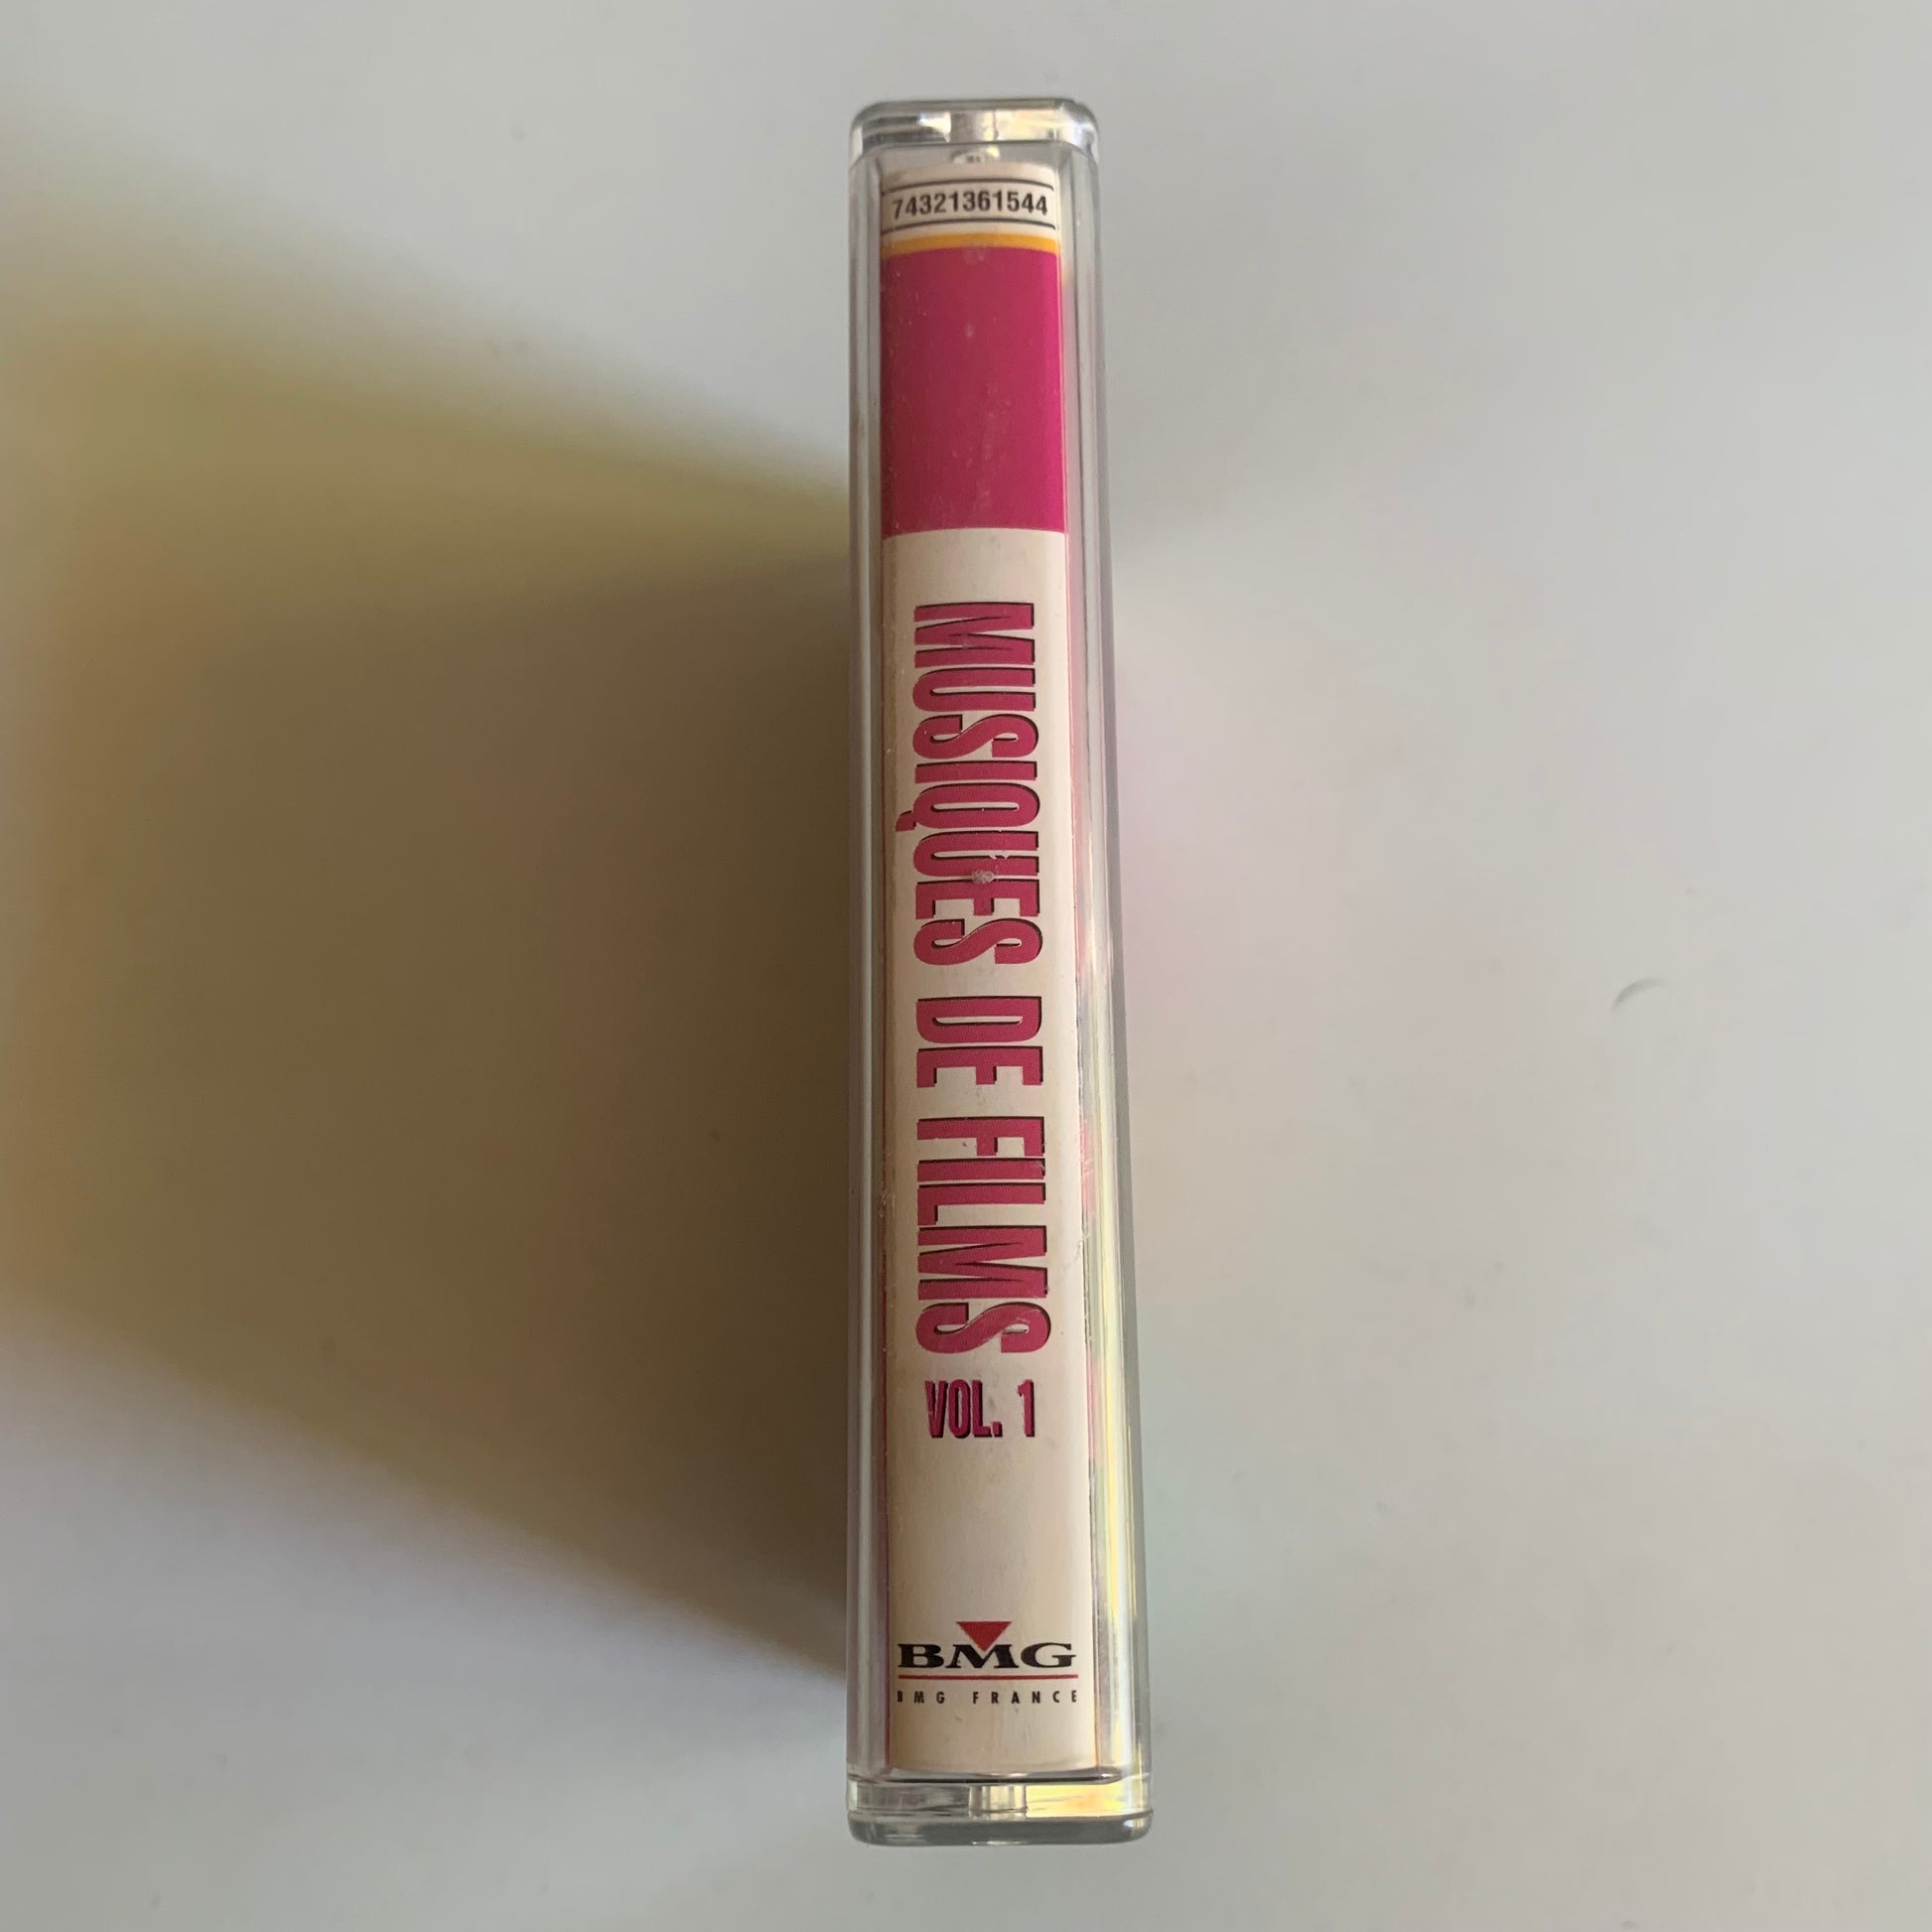 74321361544
MUSIQUES DE FILMS
VOL. 1
BMG
BMG FRANCE